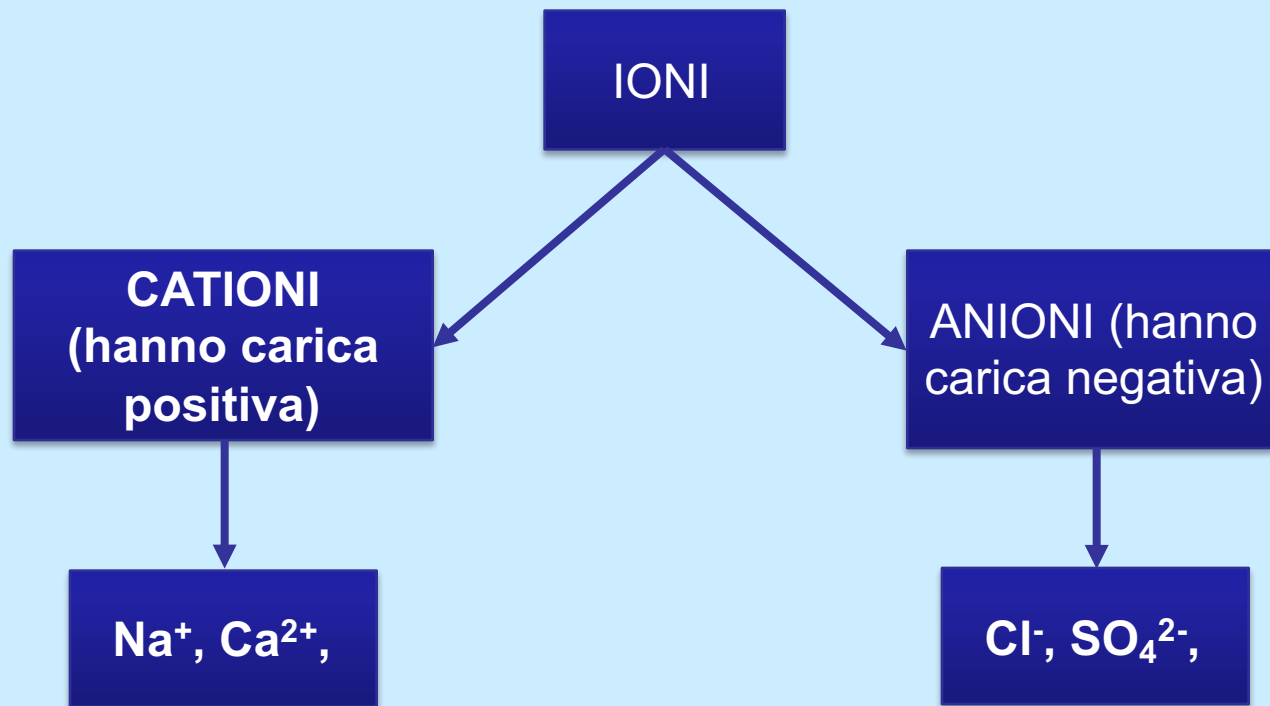 IONI
CATIONI
(hanno carica
positiva)
ANIONI (hanno
carica negativa)
Na⁺, Ca²⁺,
Cl⁻, SO₄²⁻,